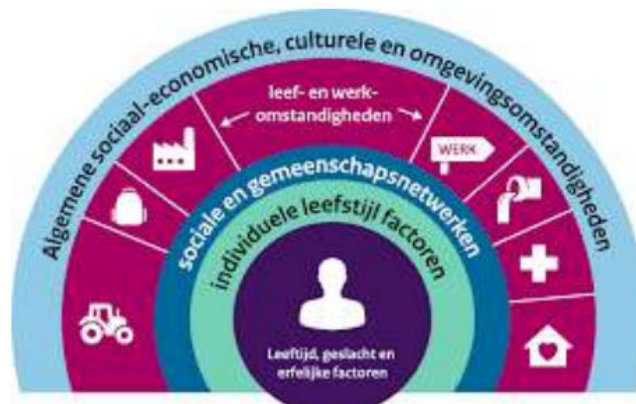 Algemene sociaal-economische, culturele en omgevingsomstandigheden
leef- en werk-
omstandigheden
WERK
sociale en gemeenschapsnetwerken
individuele leefstijl factoren
Leeftijd, geslacht en
erfelijke factoren